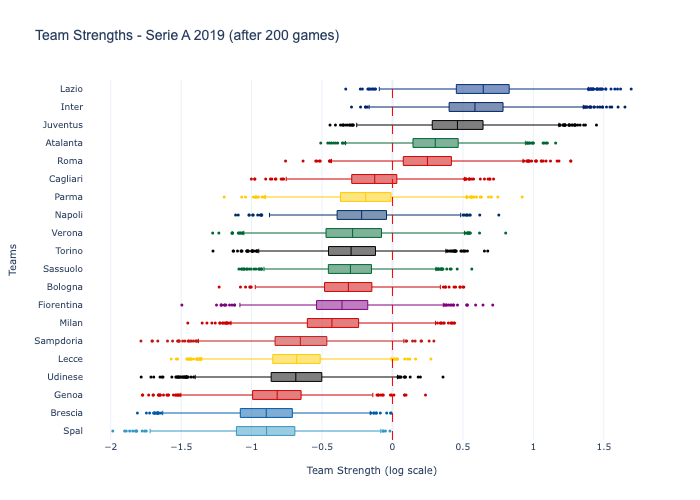 Team Strengths - Serie A 2019 (after 200 games)
Lazio
Inter
Juventus
Atalanta
Roma
Cagliari
Parma
Napoli
Verona
Torino
Sassuolo
Bologna
Fiorentina
Milan
Sampdoria
Lecce
Udinese
Genoa
Brescia
Spal
Teams
−2 −1.5 −1 −0.5 0 0.5 1 1.5
Team Strength (log scale)